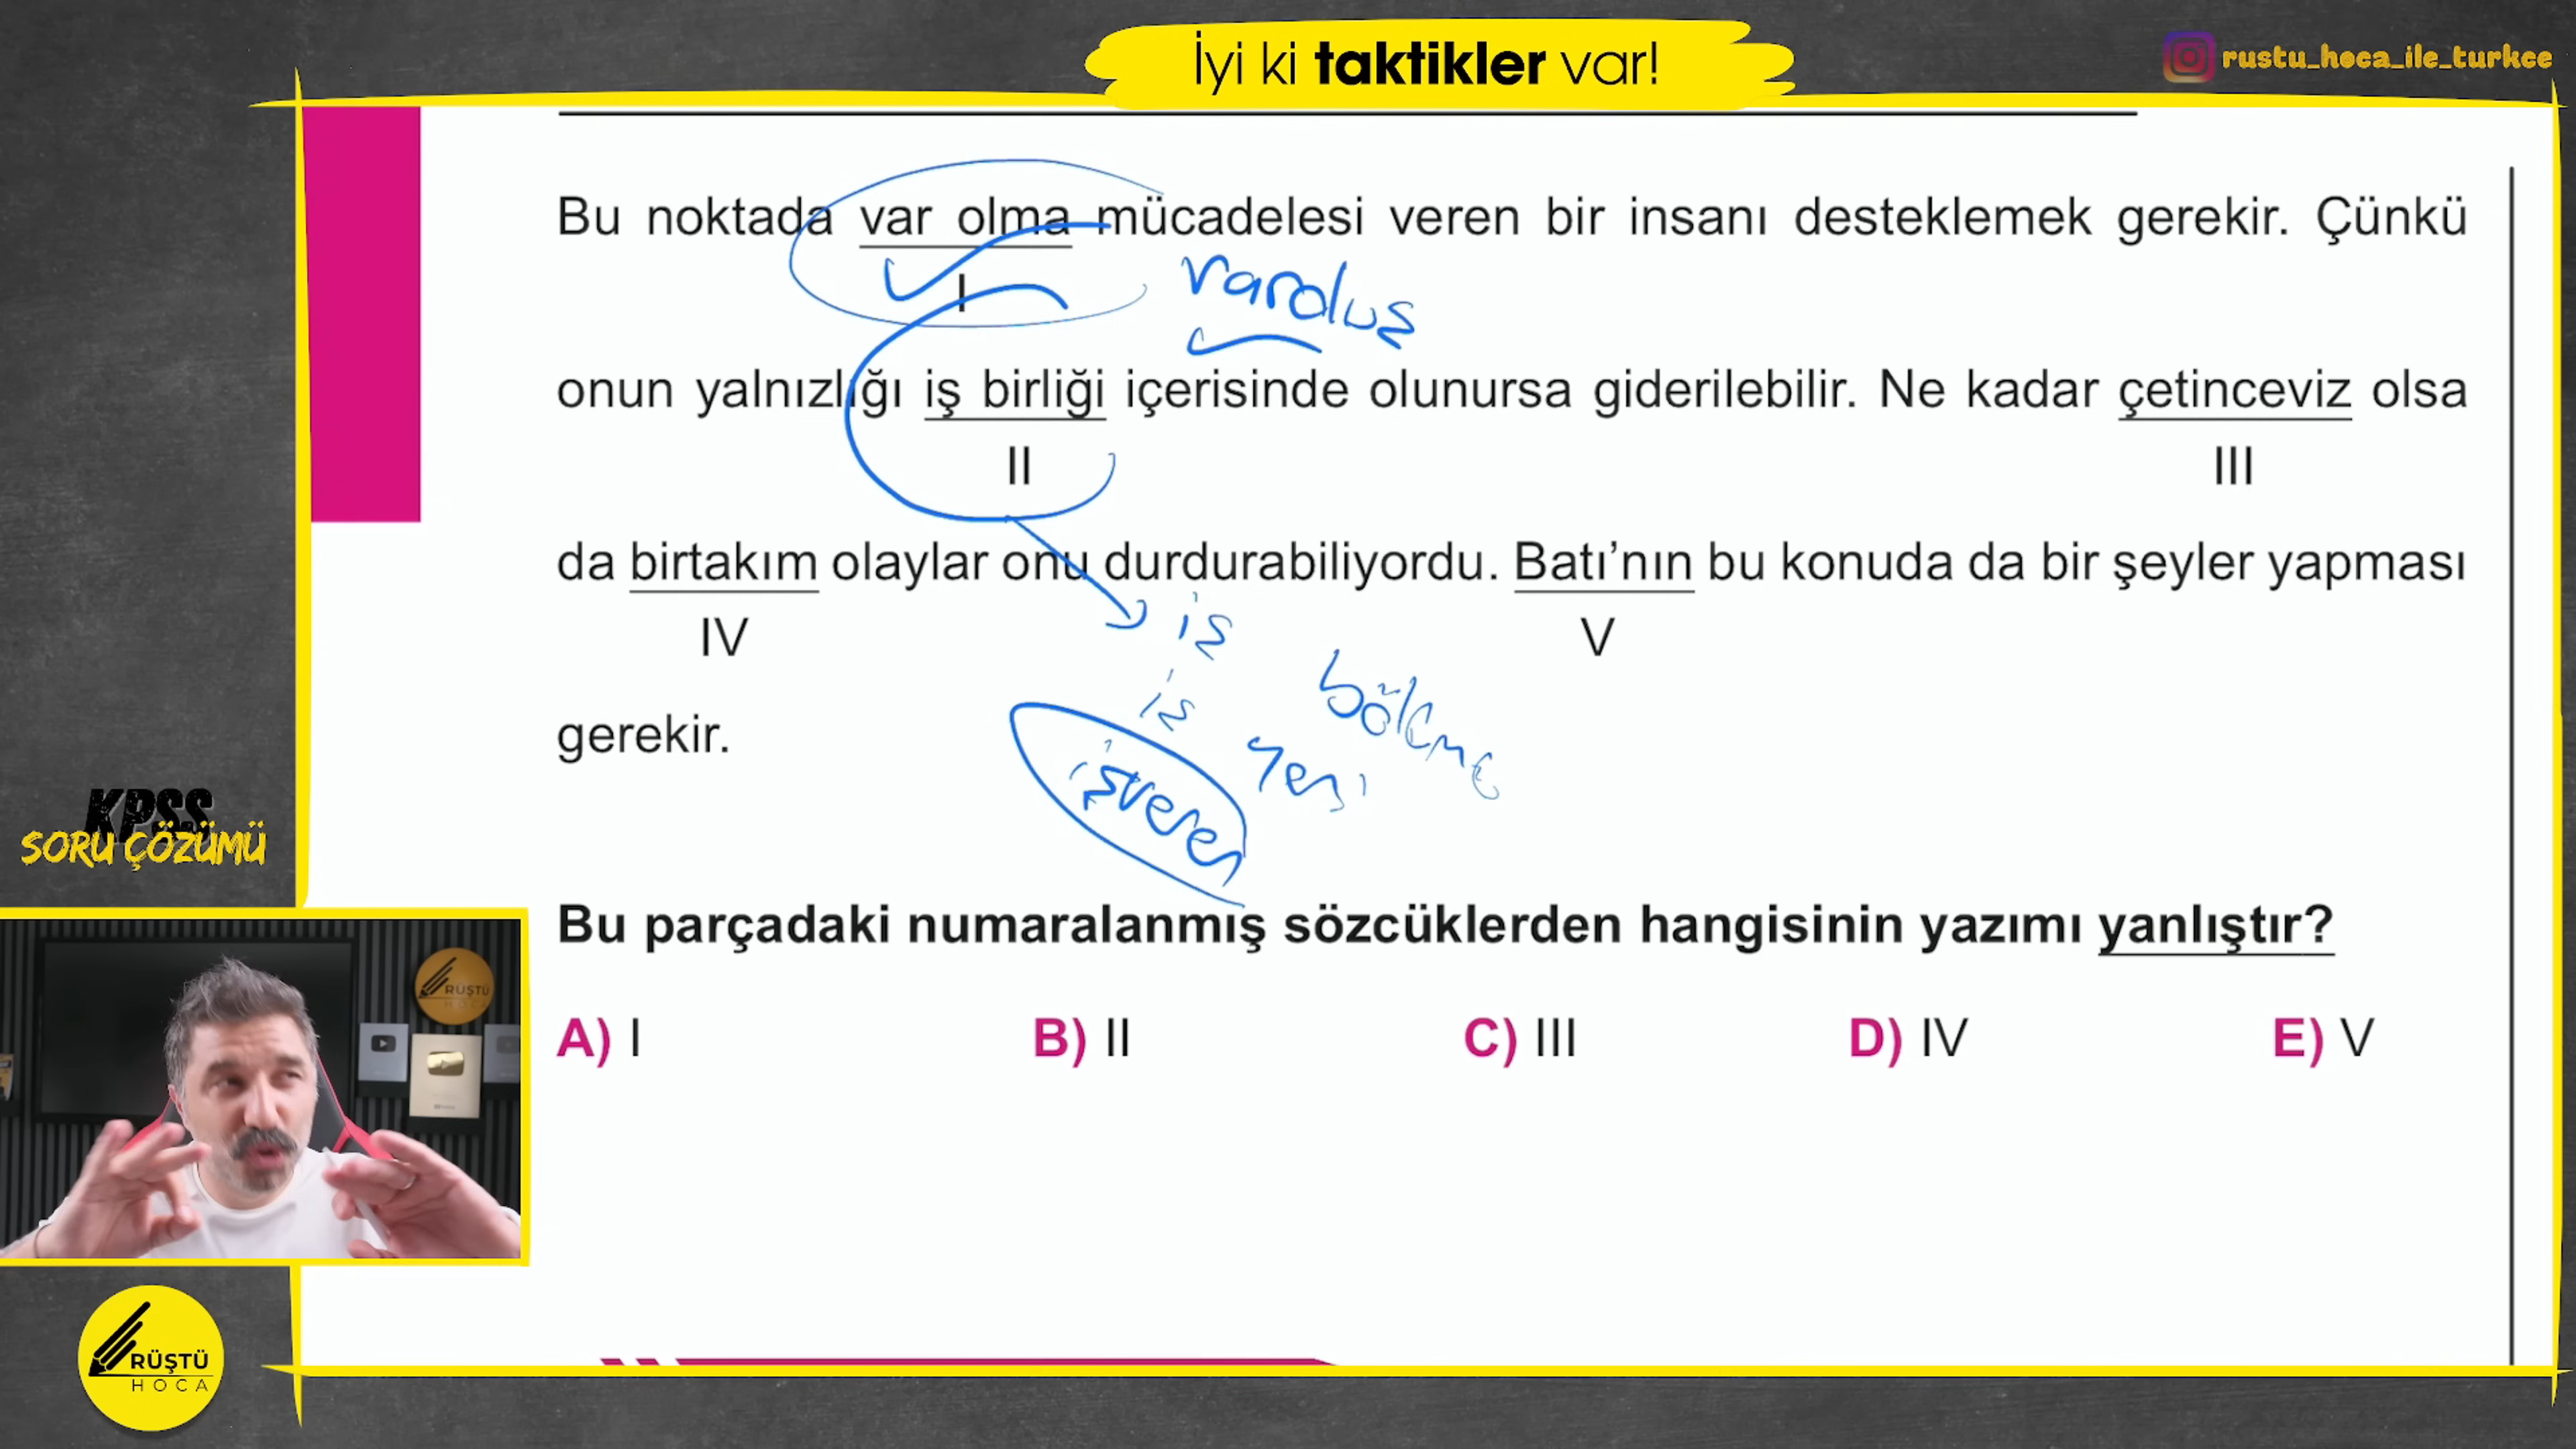 İyi ki taktikler var!
rustu_hoca_ile_turkce
Bu noktada var olma mücadelesi veren bir insanı desteklemek gerekir. Çünkü
I
varoluş
onun yalnızlığı iş birliği içerisinde olunursa giderilebilir. Ne kadar çetinceviz olsa
II
III
da birtakım olaylar onu durdurabiliyordu. Batı’nın bu konuda da bir şeyler yapması
IV
V
iş bölümü
iş yeri
işveren
gerekir.
KPSS
SORU ÇÖZÜMÜ
Bu parçadaki numaralanmış sözcüklerden hangisinin yazımı yanlıştır?
A) I
B) II
C) III
D) IV
E) V
RÜŞTÜ
HOCA
RÜŞTÜ
HOCA